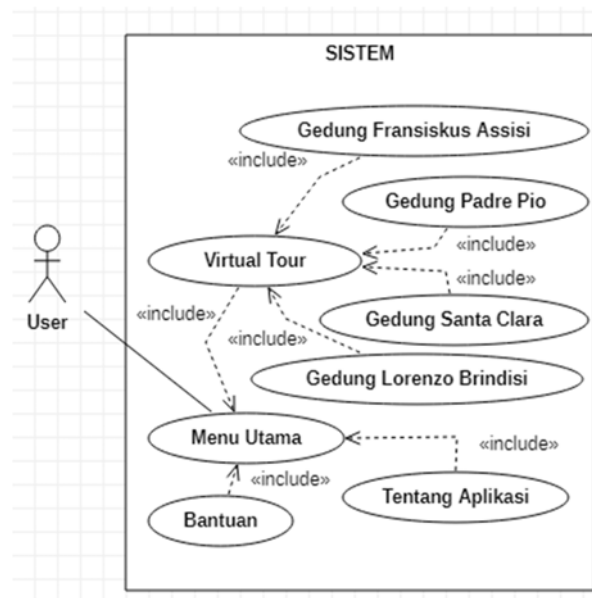 SISTEM
Gedung Fransiskus Assisi
«include»
Gedung Padre Pio
«include»
Virtual Tour
«include»
User
«include»
Gedung Santa Clara
«include»
Gedung Lorenzo Brindisi
Menu Utama
«include»
«include»
Tentang Aplikasi
Bantuan